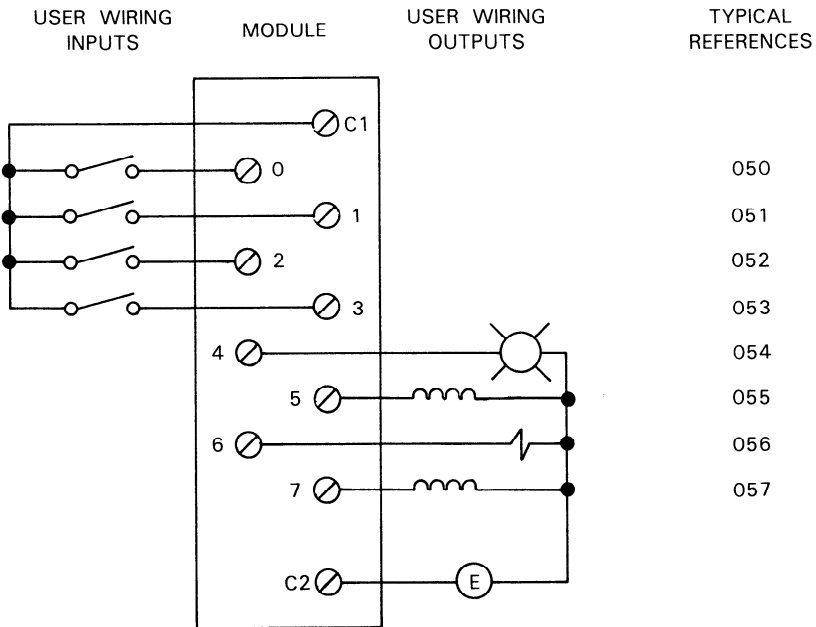 USER WIRING INPUTS
MODULE
USER WIRING OUTPUTS
TYPICAL REFERENCES
C1
0 050
1 051
2 052
3 053
4 054
5 055
6 056
7 057
C2 E